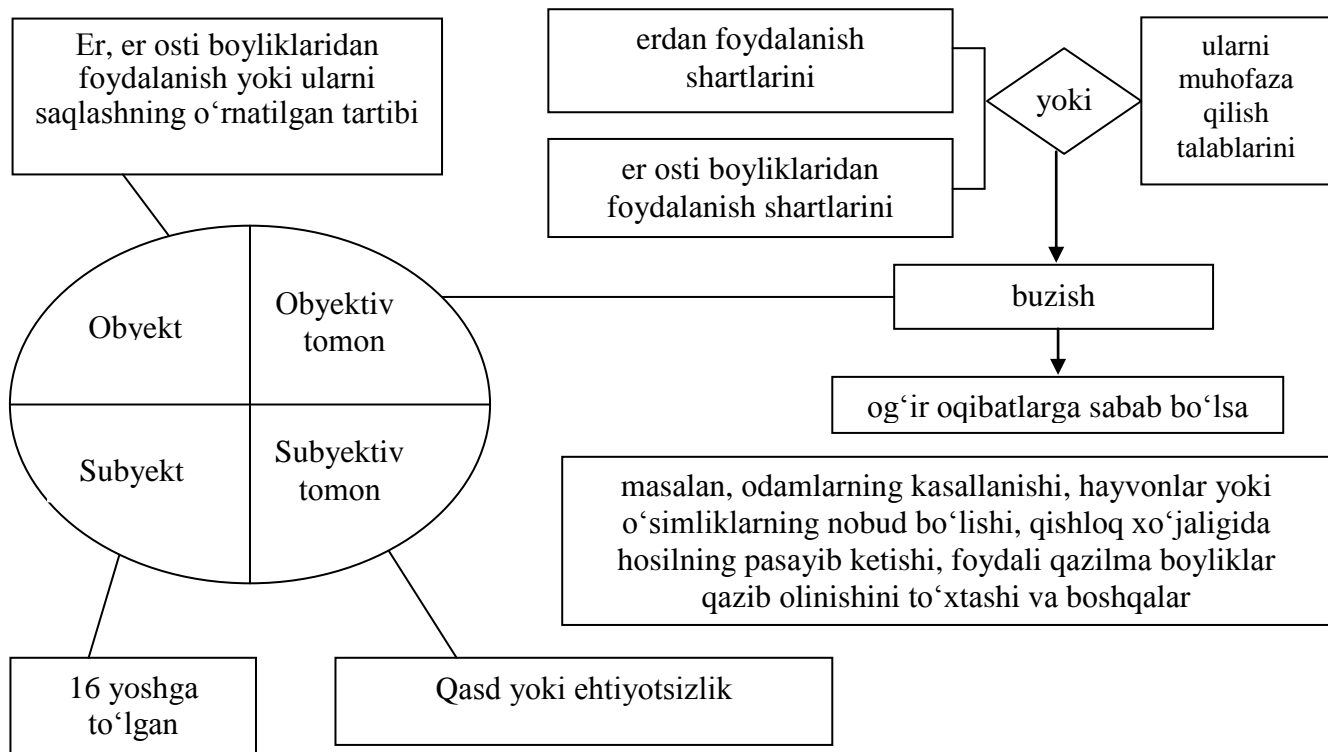 Er, er osti boyliklaridan
foydalanish yoki ularni
saqlashning o‘rnatilgan tartibi
erdan foydalanish
shartlarini
er osti boyliklaridan
foydalanish shartlarini
yoki
ularni
muhofaza
qilish
talablarini
Obyekt
Obyektiv
tomon
Subyekt
Subyektiv
tomon
buzish
og‘ir oqibatlarga sabab bo‘lsa
masalan, odamlarning kasallanishi, hayvonlar yoki
o‘simliklarning nobud bo‘lishi, qishloq xo‘jaligida
hosilning pasayib ketishi, foydali qazilma boyliklar
qazib olinishini to‘xtashi va boshqalar
16 yoshga
to‘lgan
Qasd yoki ehtiyotsizlik